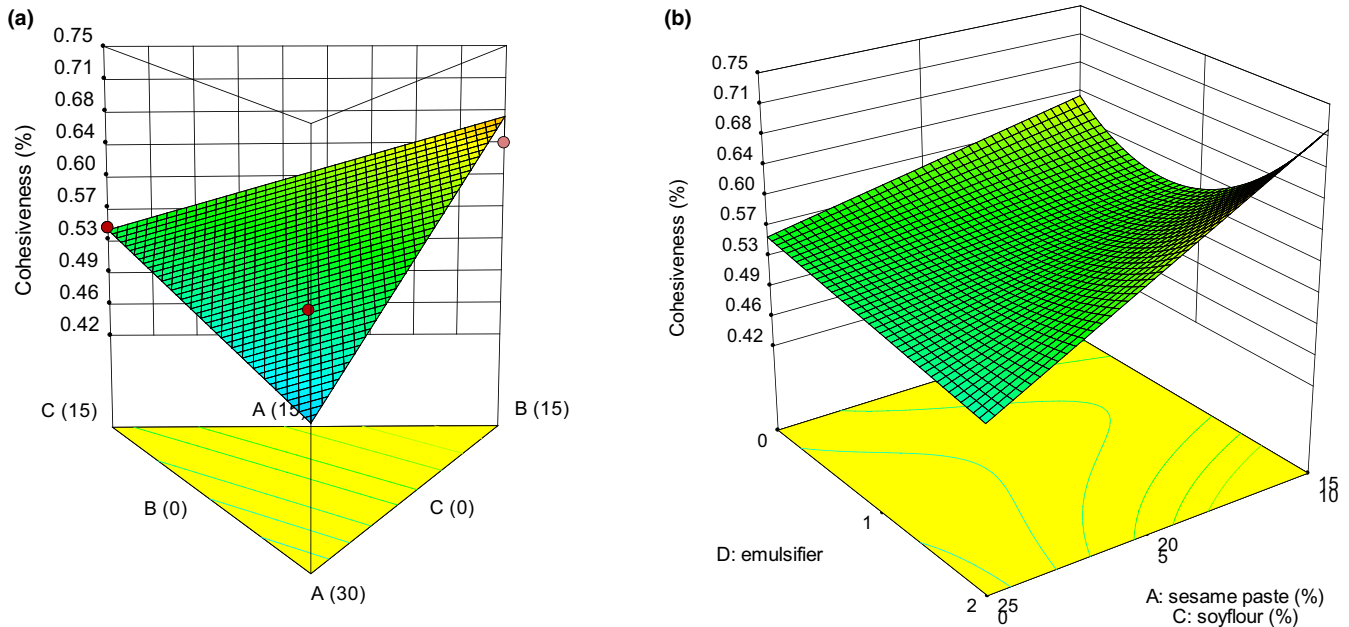 (a)
0.75
0.71
0.68
0.64
0.60
0.57
0.53
0.49
0.46
0.42
Cohesiveness (%)
C (15)
A (15)
B (15)
B (0)
C (0)
A (30)
(b)
0.75
0.71
0.68
0.64
0.60
0.57
0.53
0.49
0.46
0.42
Cohesiveness (%)
0
1
2
D: emulsifier
25
0
20
5
15
10
A: sesame paste (%)
C: soyflour (%)